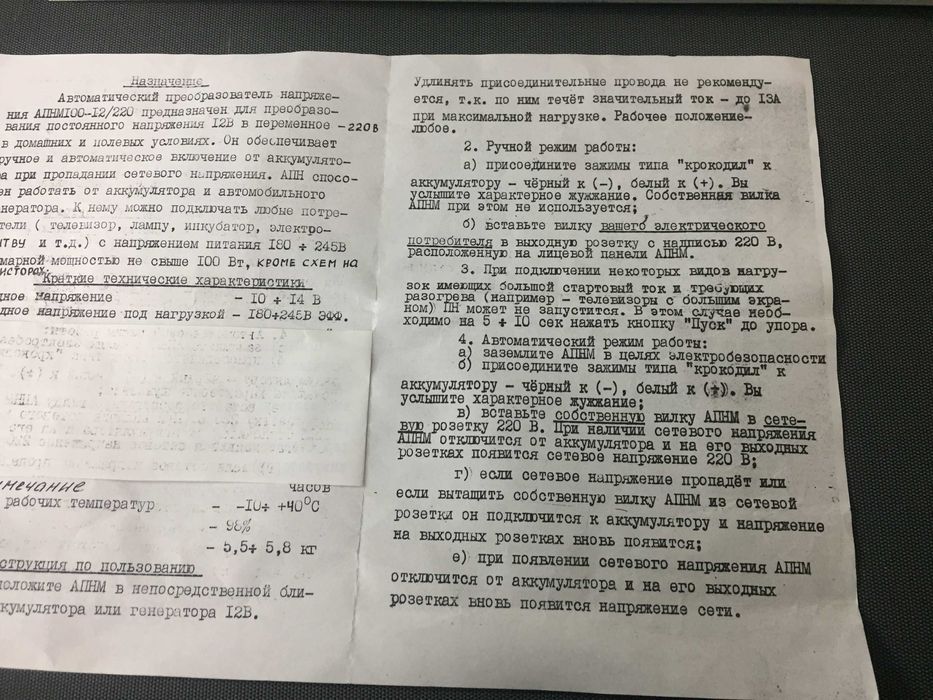 Назначение
Автоматический преобразователь напряже-
ния АПНМ100-12/220 предназначен для преобразо-
вания постоянного напряжения 12В в переменное - 220В
в домашних и полевых условиях. Он обеспечивает
ручное и автоматическое включение от аккумулято-
ра при пропадании сетевого напряжения. АПН спосо-
ен работать от аккумулятора и автомобильного
нератора. К нему можно подключать любые потре-
тели ( телевизор, лампу, инкубатор, электро-
ИТВУ и т.д.) с напряжением питания 180 ÷ 245В
марной мощностью не свыше 100 Вт, КРОМЕ СХЕМ НА
ИСТОРАХ.
Краткие технические характеристики
дное напряжение - 10 ÷ 14 В
дное напряжение под нагрузкой - 180÷245В ЭФФ.
мечание часов
рабочих температур - -10÷ +40°С
- 98%
- 5,5÷ 5,8 кг
струкция по пользованию
положите АПНМ в непосредственной бли-
кумулятора или генератора 12В.
Удлинять присоединительные провода не рекоменду-
ется, т.к. по ним течёт значительный ток - до 13А
при максимальной нагрузке. Рабочее положение-
любое.
2. Ручной режим работы:
а) присоедините зажимы типа "крокодил" к
аккумулятору - чёрный к (-), белый к (+). Вы
услышите характерное жужжание. Собственная вилка
АПНМ при этом не используется;
б) вставьте вилку вашего электрического
потребителя в выходную розетку с надписью 220 В,
расположенную на лицевой панели АПНМ.
3. При подключении некоторых видов нагру-
зок имеющих большой стартовый ток и требующих
разогрева (например - телевизоры с большим экра-
ном) ПН может не запустится. В этом случае необ-
ходимо на 5 ÷ 10 сек нажать кнопку "Пуск" до упора.
4. Автоматический режим работы:
а) заземлите АПНМ в целях электробезопасности
б) присоедините зажимы типа "крокодил" к
аккумулятору - чёрный к (-), белый к (+). Вы
услышите характерное жужжание;
в) вставьте собственную вилку АПНМ в сете-
вую розетку 220 В. При наличии сетевого напряжения
АПНМ отключится от аккумулятора и на его выходных
розетках появится сетевое напряжение 220 В;
г) если сетевое напряжение пропадёт или
если вытащить собственную вилку АПНМ из сетевой
розетки он подключится к аккумулятору и напряжение
на выходных розетках вновь появится;
е) при появлении сетевого напряжения АПНМ
отключится от аккумулятора и на его выходных
розетках вновь появится напряжение сети.